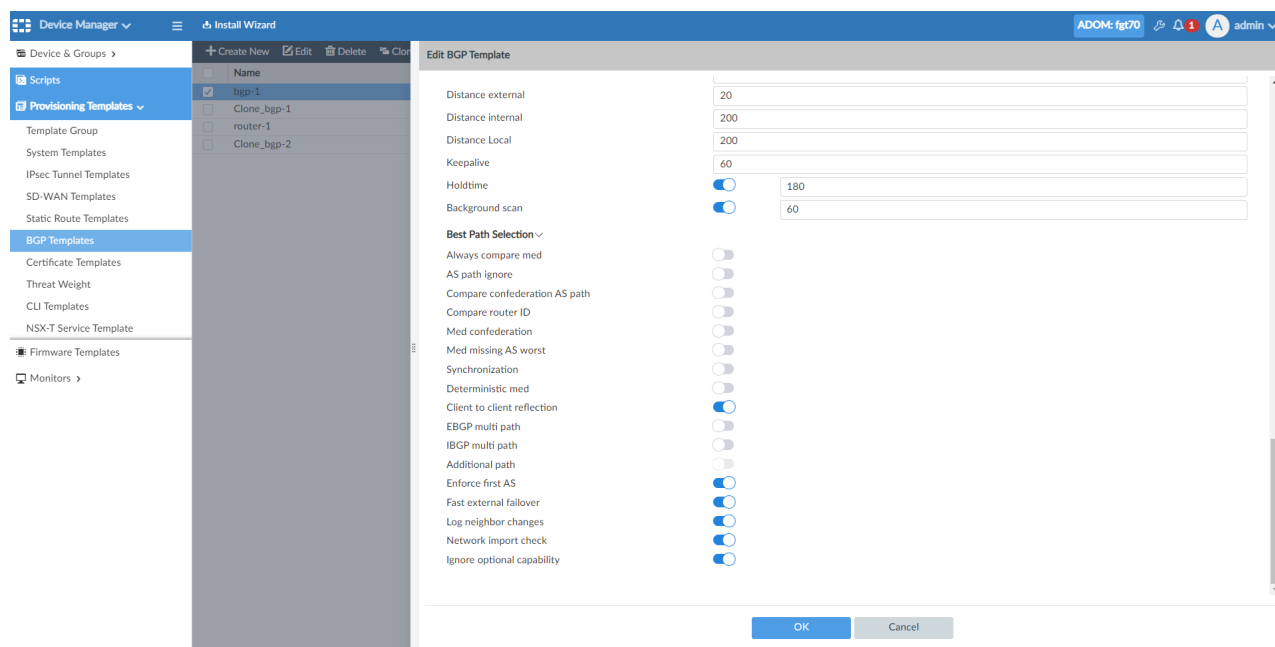 Device Manager
Install Wizard
ADOM: fgt70
1
A
admin
Device & Groups
Scripts
Provisioning Templates
Template Group
System Templates
IPsec Tunnel Templates
SD-WAN Templates
Static Route Templates
BGP Templates
Certificate Templates
Threat Weight
CLI Templates
NSX-T Service Template
Firmware Templates
Monitors
Create New Edit Delete Clor
Name
bgp-1
Clone_bgp-1
router-1
Clone_bgp-2
Edit BGP Template
Distance external 20
Distance internal 200
Distance Local 200
Keepalive 60
Holdtime 180
Background scan 60
Best Path Selection
Always compare med
AS path ignore
Compare confederation AS path
Compare router ID
Med confederation
Med missing AS worst
Synchronization
Deterministic med
Client to client reflection
EBGP multi path
IBGP multi path
Additional path
Enforce first AS
Fast external failover
Log neighbor changes
Network import check
Ignore optional capability
OK Cancel